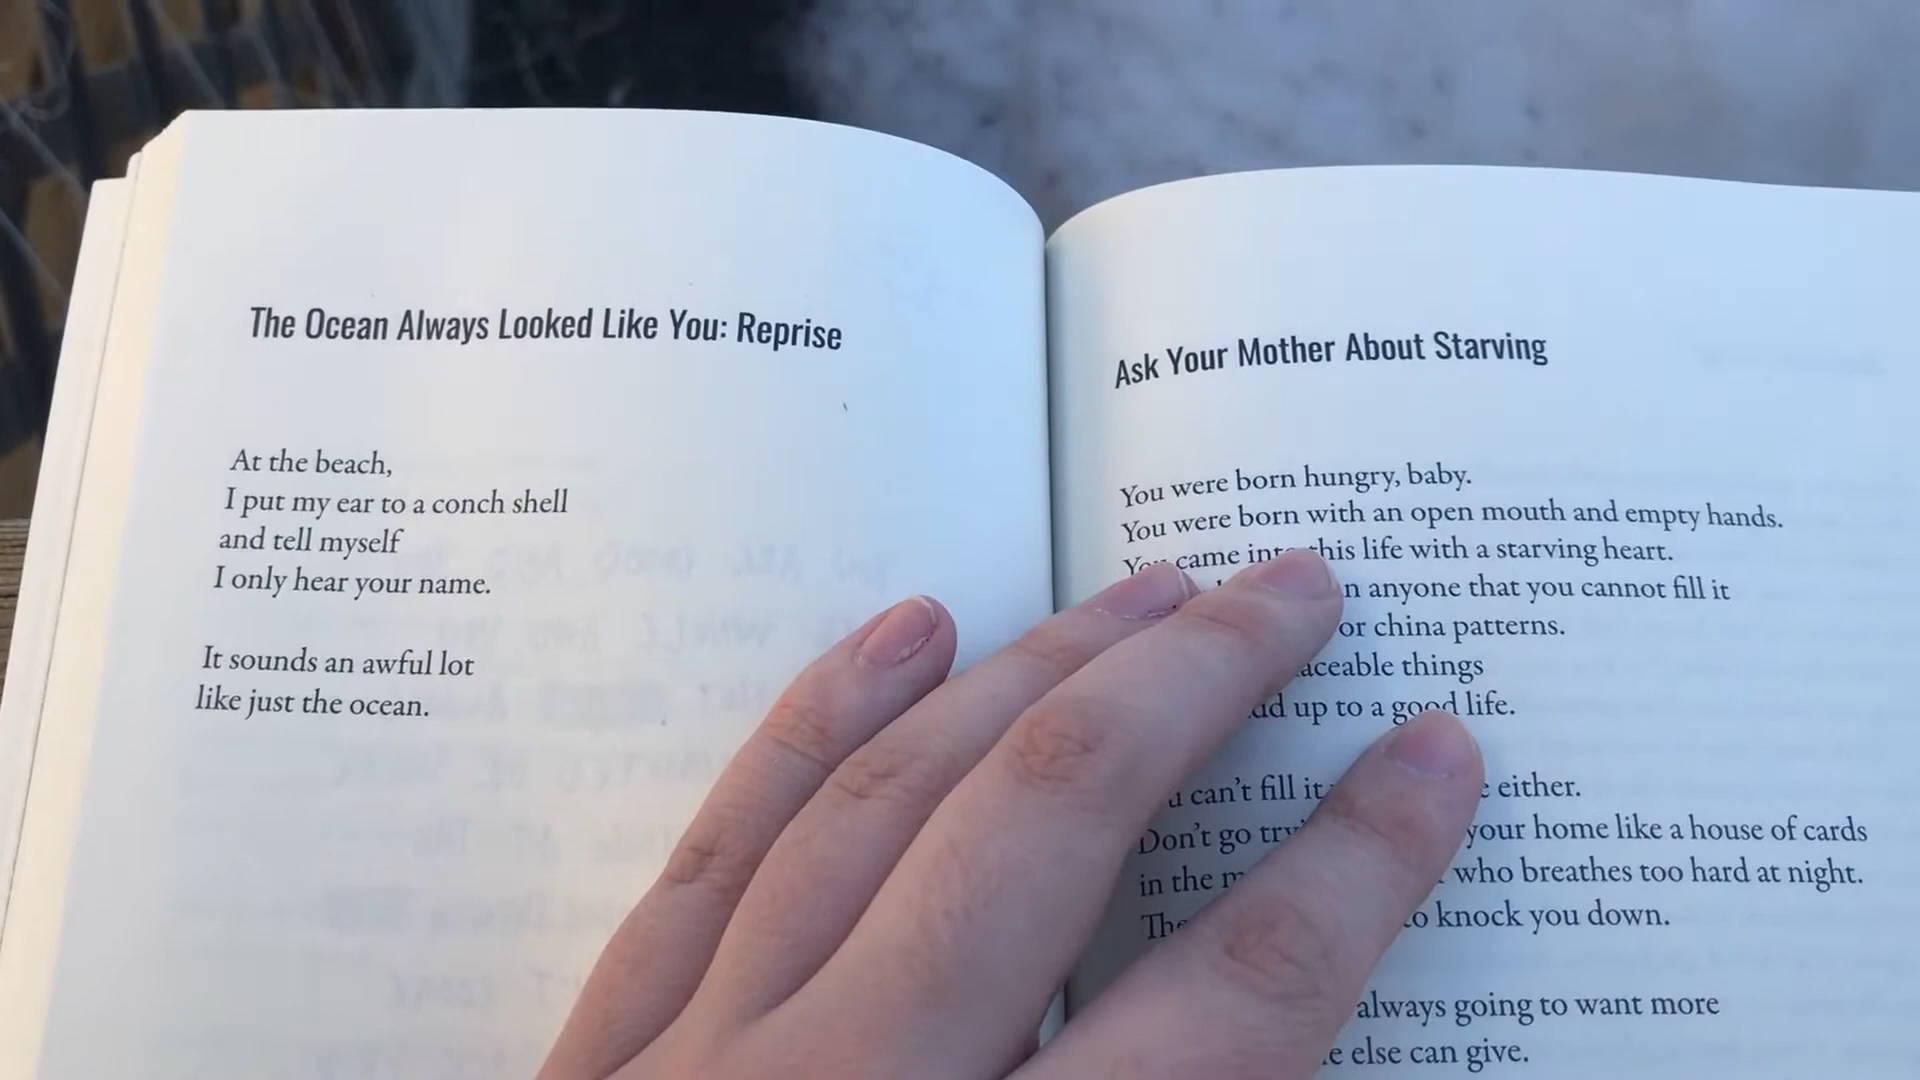 The Ocean Always Looked Like You: Reprise
At the beach,
I put my ear to a conch shell
and tell myself
I only hear your name.
It sounds an awful lot
like just the ocean.
Ask Your Mother About Starving
You were born hungry, baby.
You were born with an open mouth and empty hands.
You came into this life with a starving heart.
anyone that you cannot fill it
or china patterns.
things
up to a good life.
can't fill it either.
Don't go your home like a house of cards
in the who breathes too hard at night.
knock you down.
always going to want more
else can give.